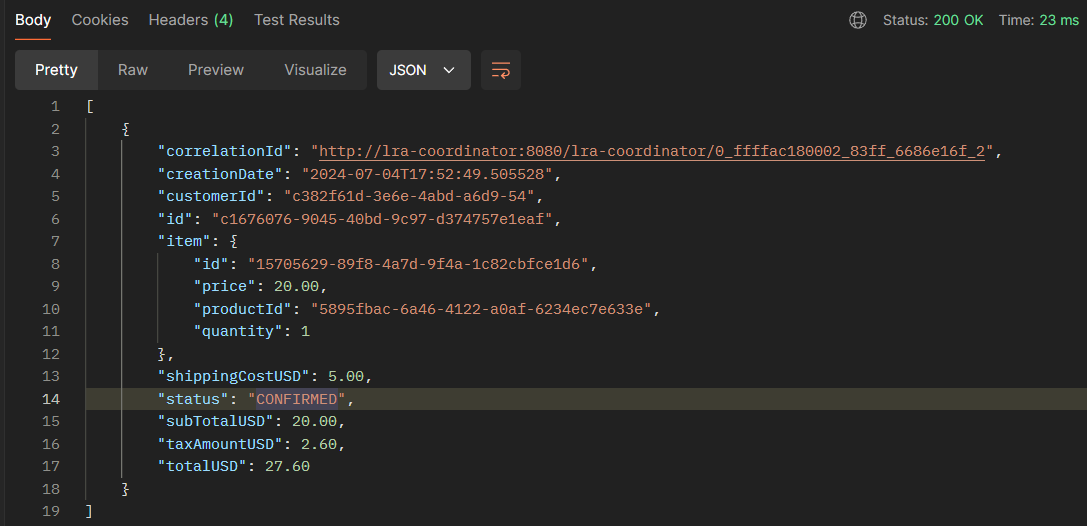 Body Cookies Headers (4) Test Results Status: 200 OK Time: 23 ms
Pretty Raw Preview Visualize JSON
1 [
2 {
3 "correlationId": "http://lra-coordinator:8080/lra-coordinator/0_ffffac180002_83ff_6686e16f_2",
4 "creationDate": "2024-07-04T17:52:49.505528",
5 "customerId": "c382f61d-3e6e-4abd-a6d9-54",
6 "id": "c1676076-9045-40bd-9c97-d374757e1eaf",
7 "item": {
8 "id": "15705629-89f8-4a7d-9f4a-1c82cbfce1d6",
9 "price": 20.00,
10 "productId": "5895fbac-6a46-4122-a0af-6234ec7e633e",
11 "quantity": 1
12 },
13 "shippingCostUSD": 5.00,
14 "status": "CONFIRMED",
15 "subTotalUSD": 20.00,
16 "taxAmountUSD": 2.60,
17 "totalUSD": 27.60
18 }
19 ]